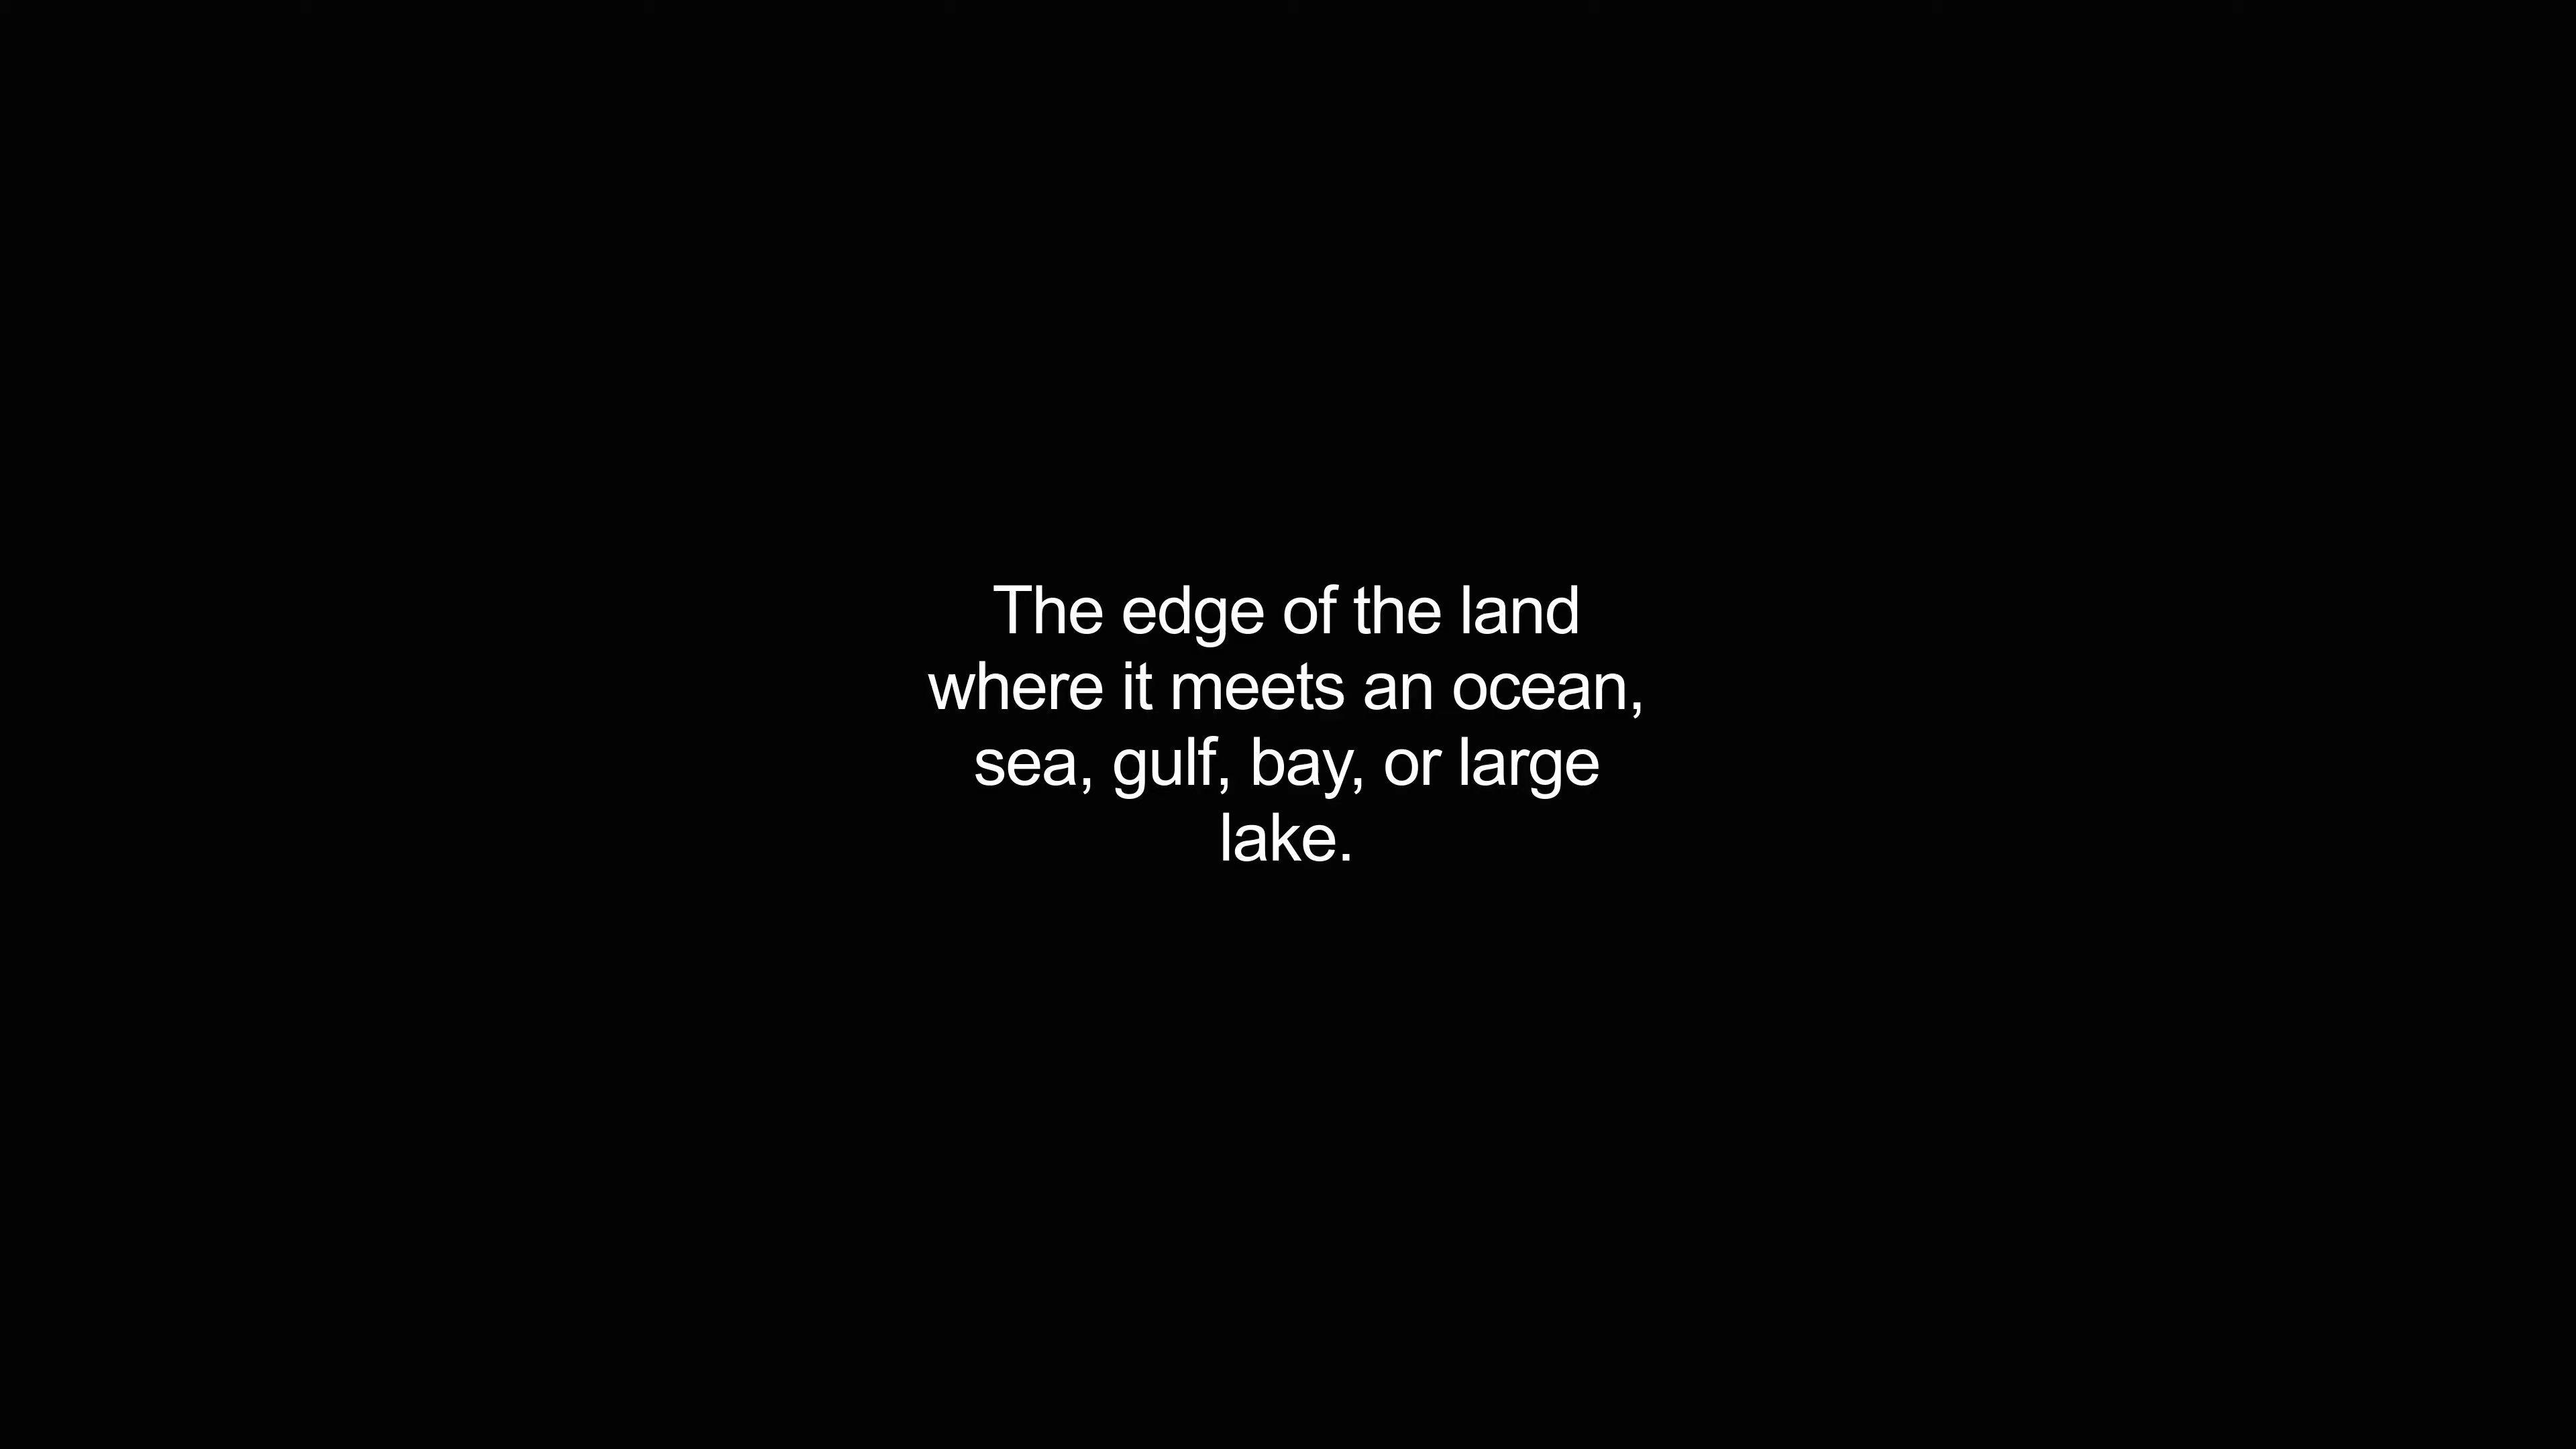 The edge of the land
where it meets an ocean,
sea, gulf, bay, or large
lake.